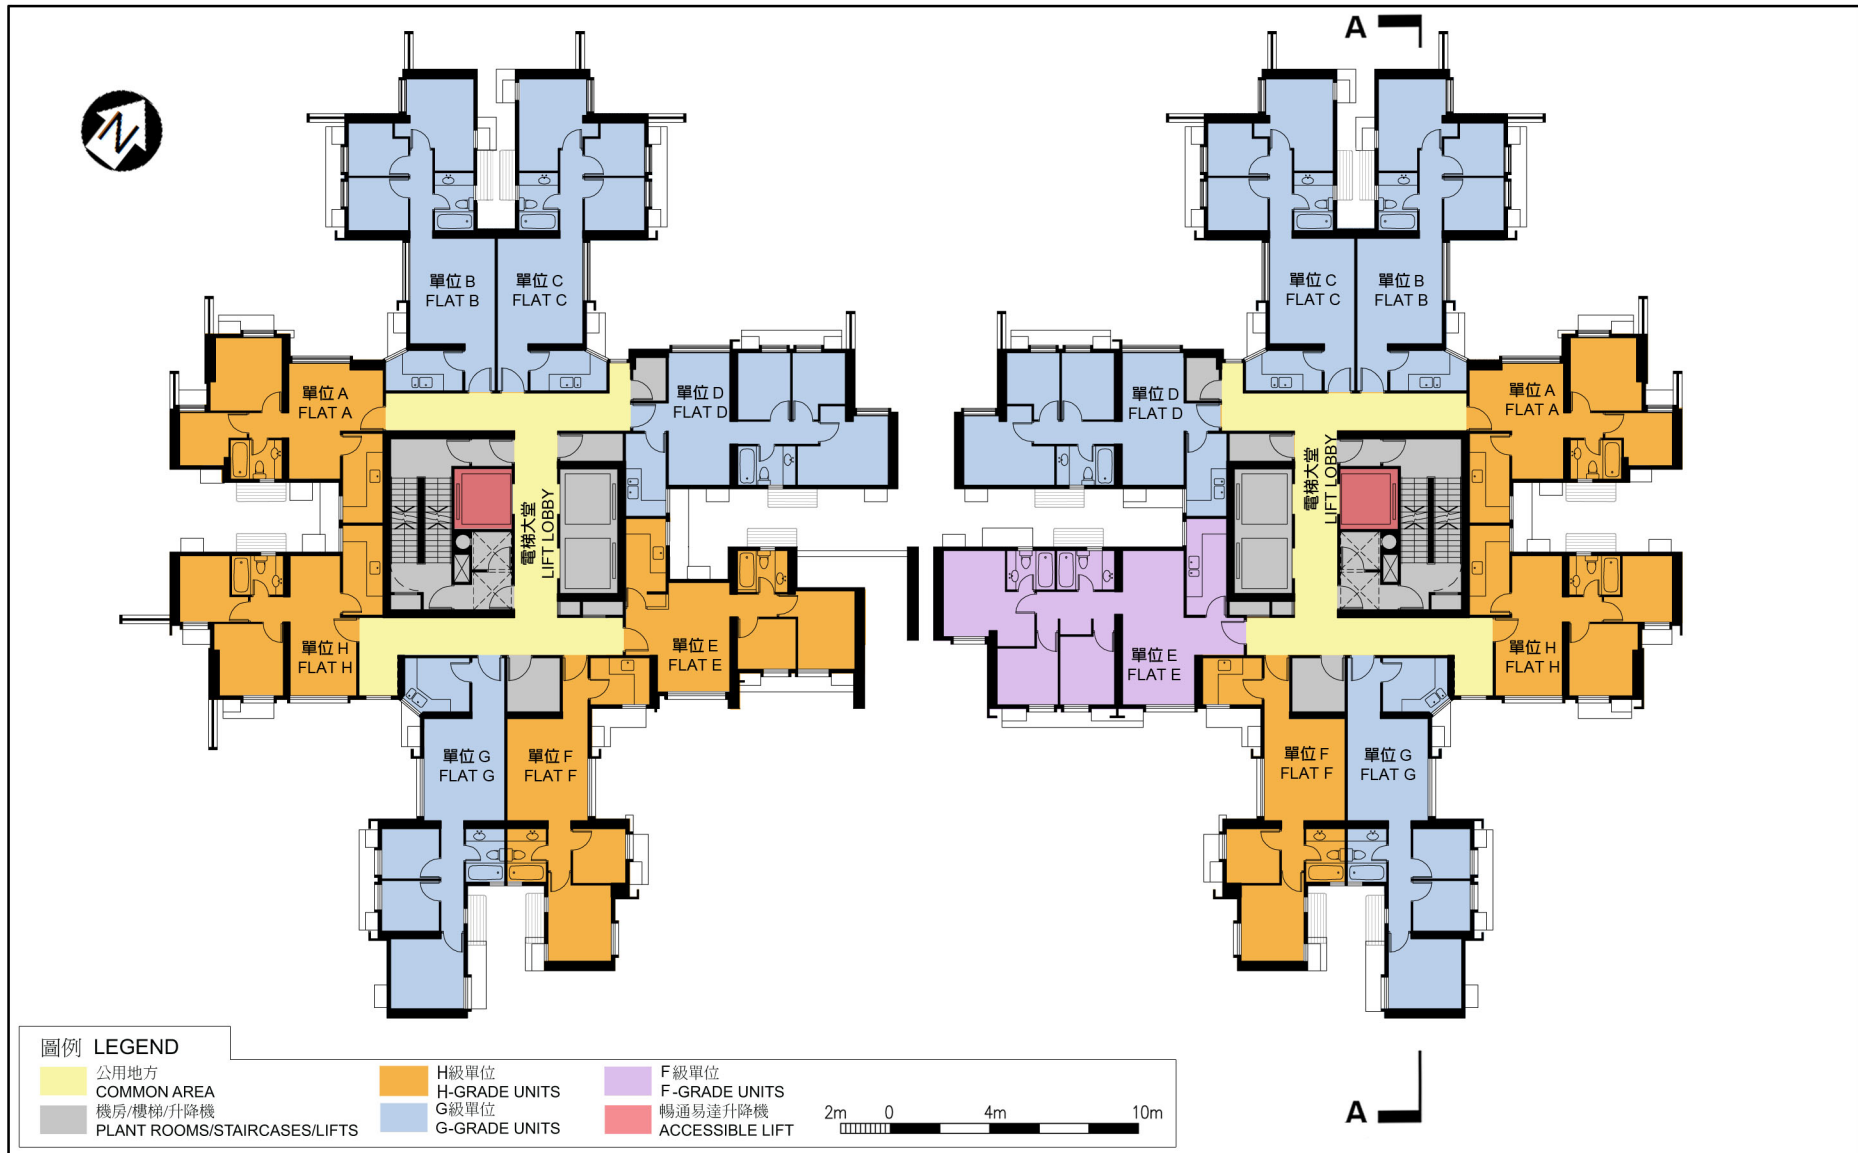 A
N
單位 B
FLAT B
單位 C
FLAT C
單位 C
FLAT C
單位 B
FLAT B
單位 A
FLAT A
單位 D
FLAT D
單位 D
FLAT D
單位 A
FLAT A
電梯大堂
LIFT LOBBY
電梯大堂
LIFT LOBBY
單位 H
FLAT H
單位 E
FLAT E
單位 E
FLAT E
單位 H
FLAT H
單位 G
FLAT G
單位 F
FLAT F
單位 F
FLAT F
單位 G
FLAT G
圖例 LEGEND
公用地方
COMMON AREA
機房/樓梯/升降機
PLANT ROOMS/STAIRCASES/LIFTS
H級單位
H-GRADE UNITS
G級單位
G-GRADE UNITS
F級單位
F-GRADE UNITS
暢通易達升降機
ACCESSIBLE LIFT
2m 0 4m 10m
A